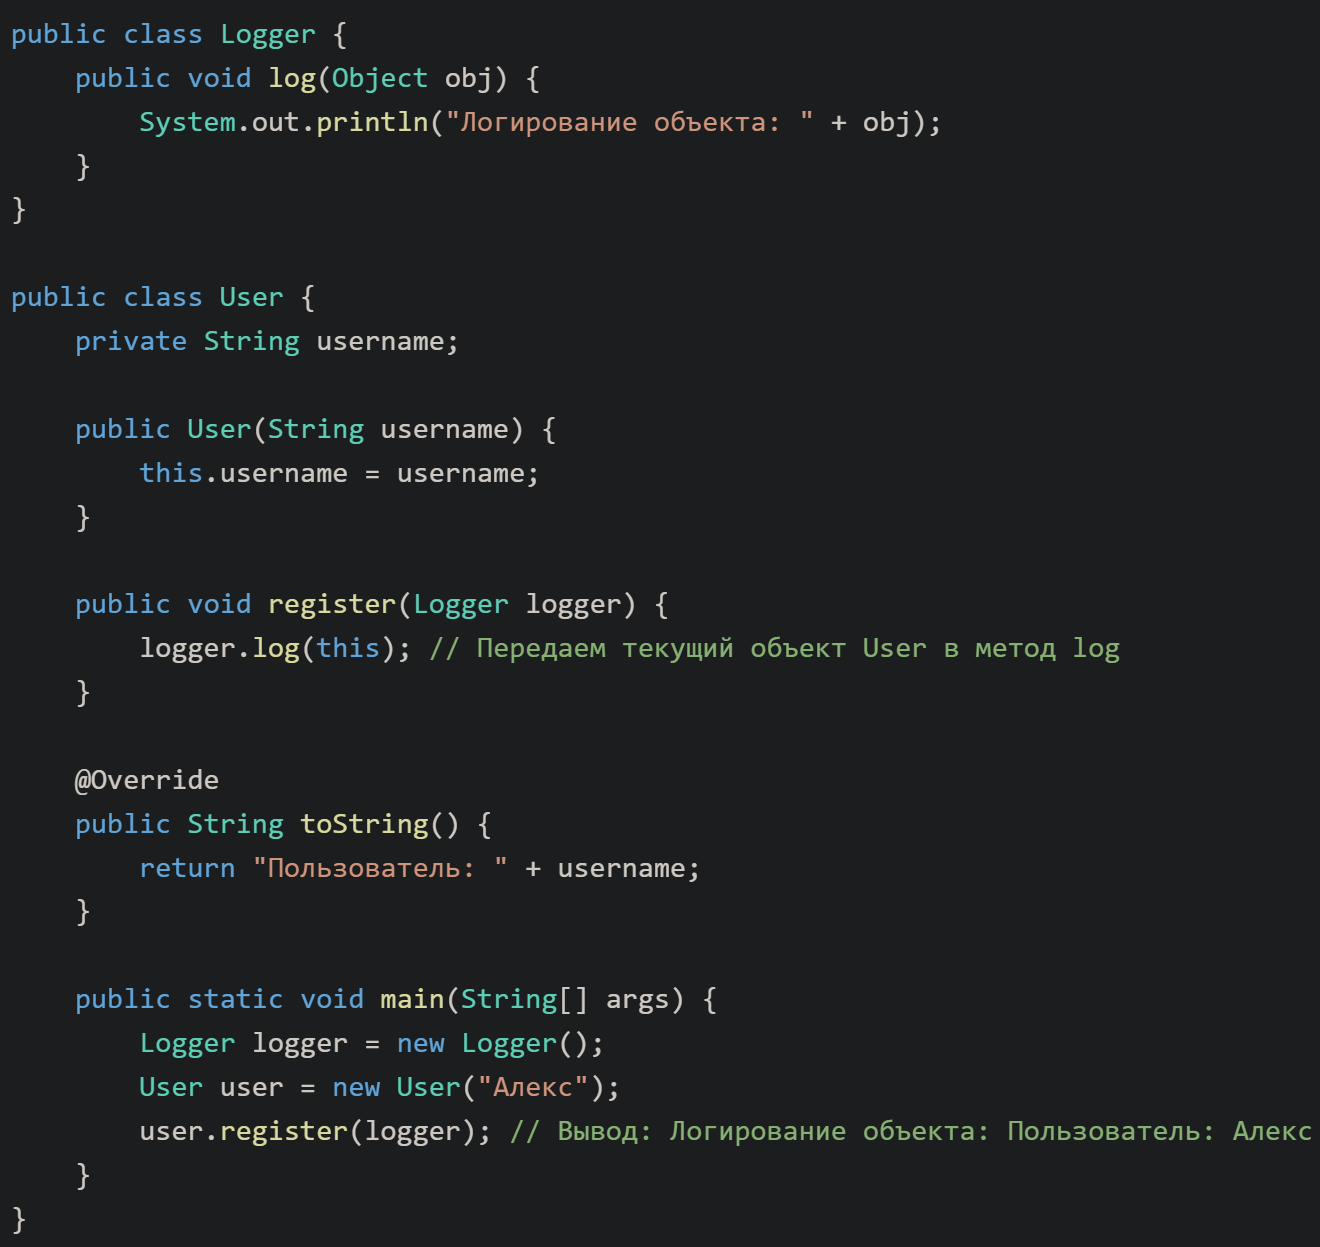 public class Logger {
    public void log(Object obj) {
        System.out.println("Логирование объекта: " + obj);
    }
}

public class User {
    private String username;

    public User(String username) {
        this.username = username;
    }

    public void register(Logger logger) {
        logger.log(this); // Передаем текущий объект User в метод log
    }

    @Override
    public String toString() {
        return "Пользователь: " + username;
    }

    public static void main(String[] args) {
        Logger logger = new Logger();
        User user = new User("Алекс");
        user.register(logger); // Вывод: Логирование объекта: Пользователь: Алекс
    }
}